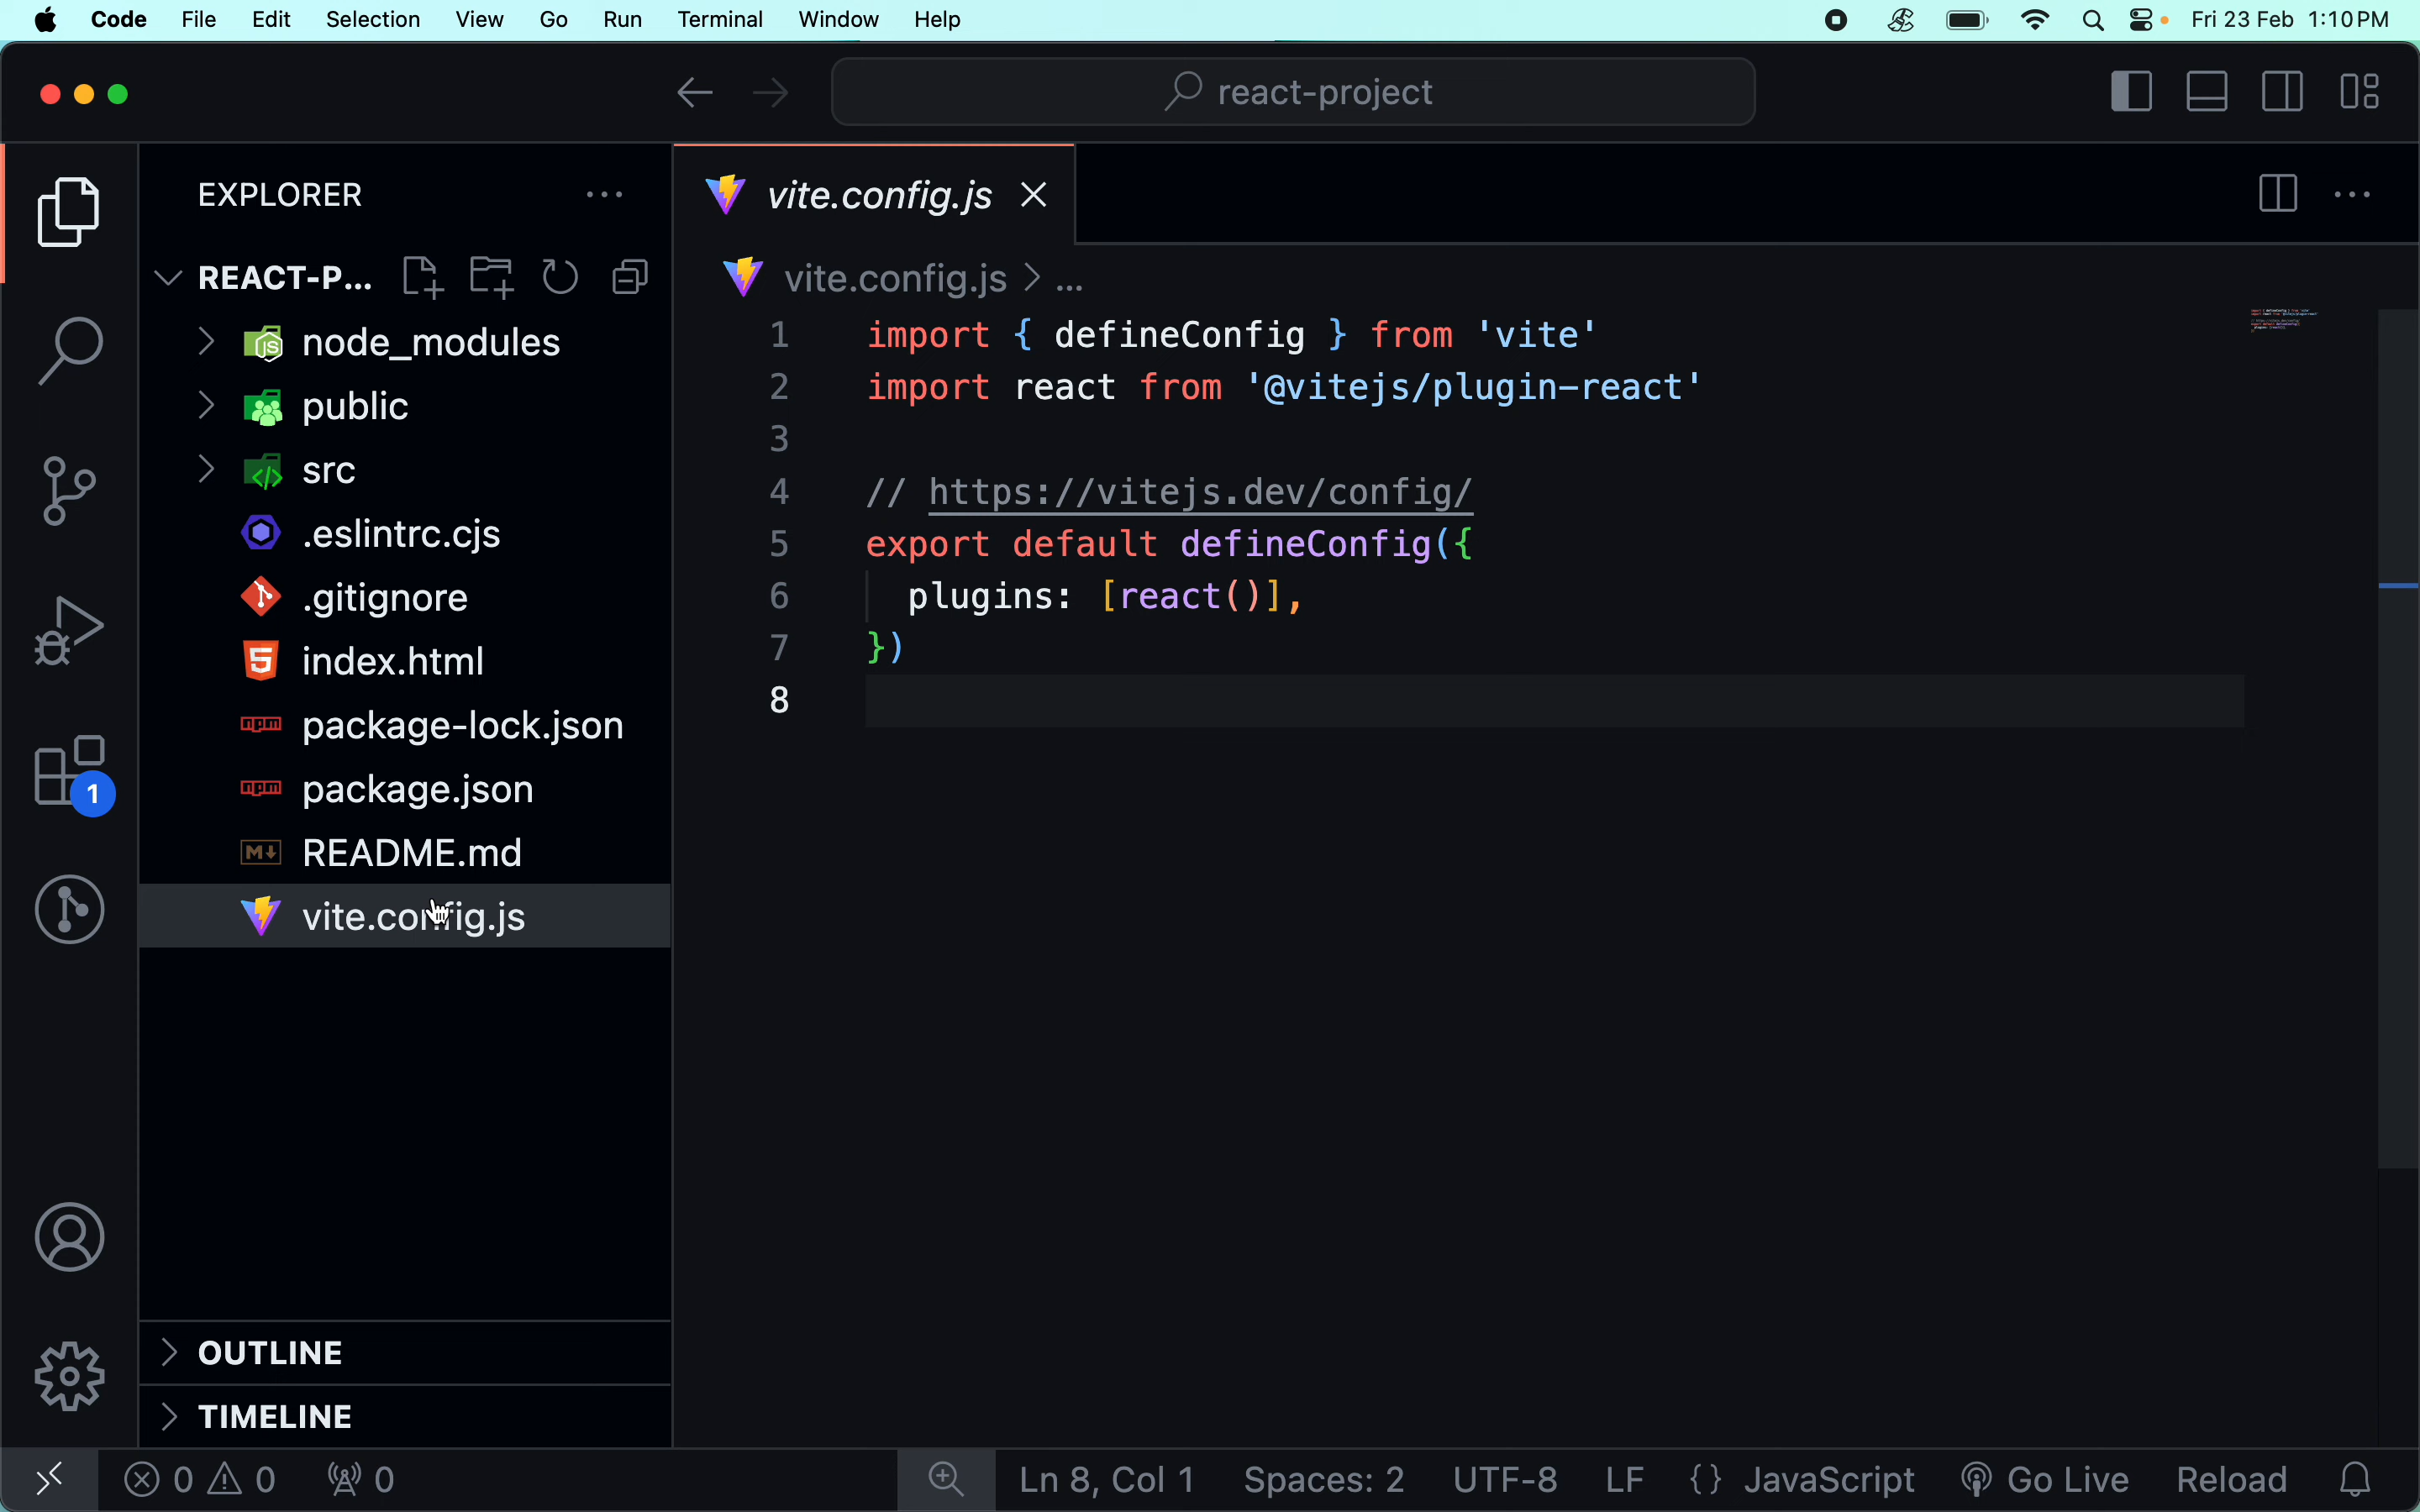 Code File Edit Selection View Go Run Terminal Window Help Fri 23 Feb 1:10 PM
react-project
EXPLORER
REACT-P...
node_modules
public
src
.eslintrc.cjs
.gitignore
index.html
package-lock.json
package.json
README.md
vite.config.js
OUTLINE
TIMELINE
1
vite.config.js
vite.config.js > ...
1 import { defineConfig } from 'vite'
2 import react from '@vitejs/plugin-react'
3
4 // https://vitejs.dev/config/
5 export default defineConfig({
6 plugins: [react()],
7 })
8
0 0 0 Ln 8, Col 1 Spaces: 2 UTF-8 LF {} JavaScript Go Live Reload